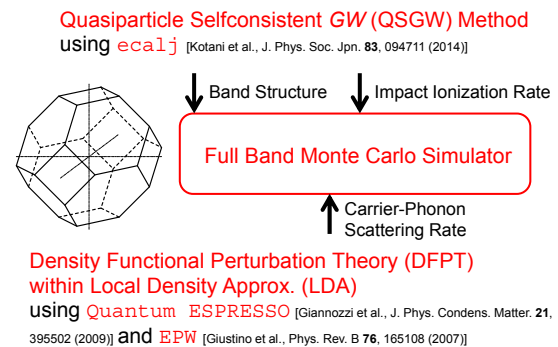 Quasiparticle Selfconsistent GW (QSGW) Method
using ecalj [Kotani et al., J. Phys. Soc. Jpn. 83, 094711 (2014)]
Band Structure
Impact Ionization Rate
Full Band Monte Carlo Simulator
Carrier-Phonon
Scattering Rate
Density Functional Perturbation Theory (DFPT)
within Local Density Approx. (LDA)
using Quantum ESPRESSO [Giannozzi et al., J. Phys. Condens. Matter. 21,
395502 (2009)] and EPW [Giustino et al., Phys. Rev. B 76, 165108 (2007)]